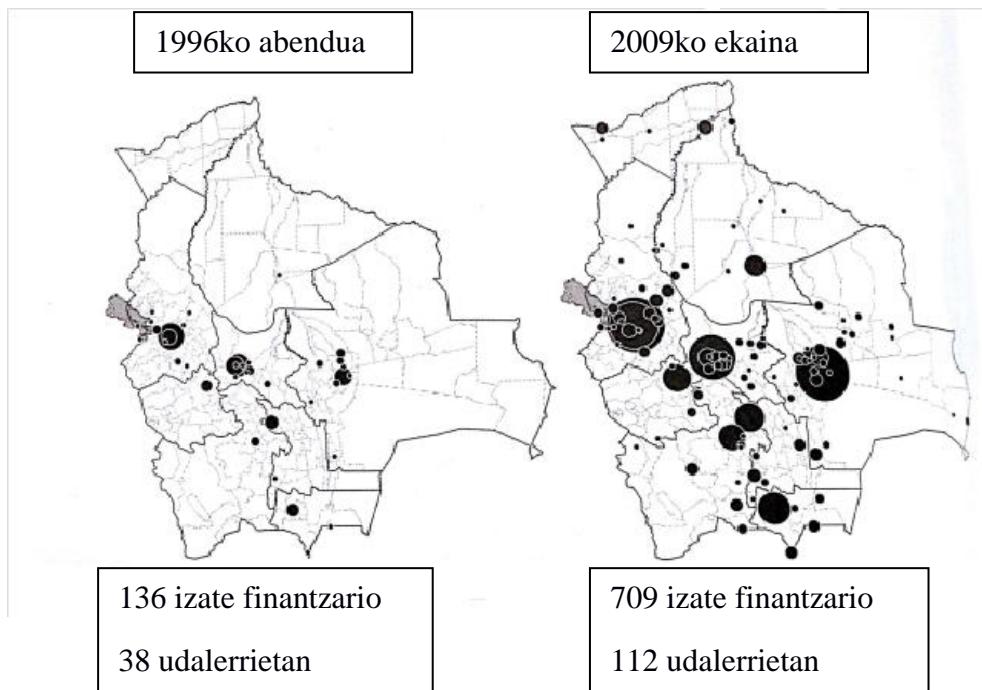 1996ko abendua
2009ko ekaina
136 izate finantzario
38 udalerrietan
709 izate finantzario
112 udalerrietan